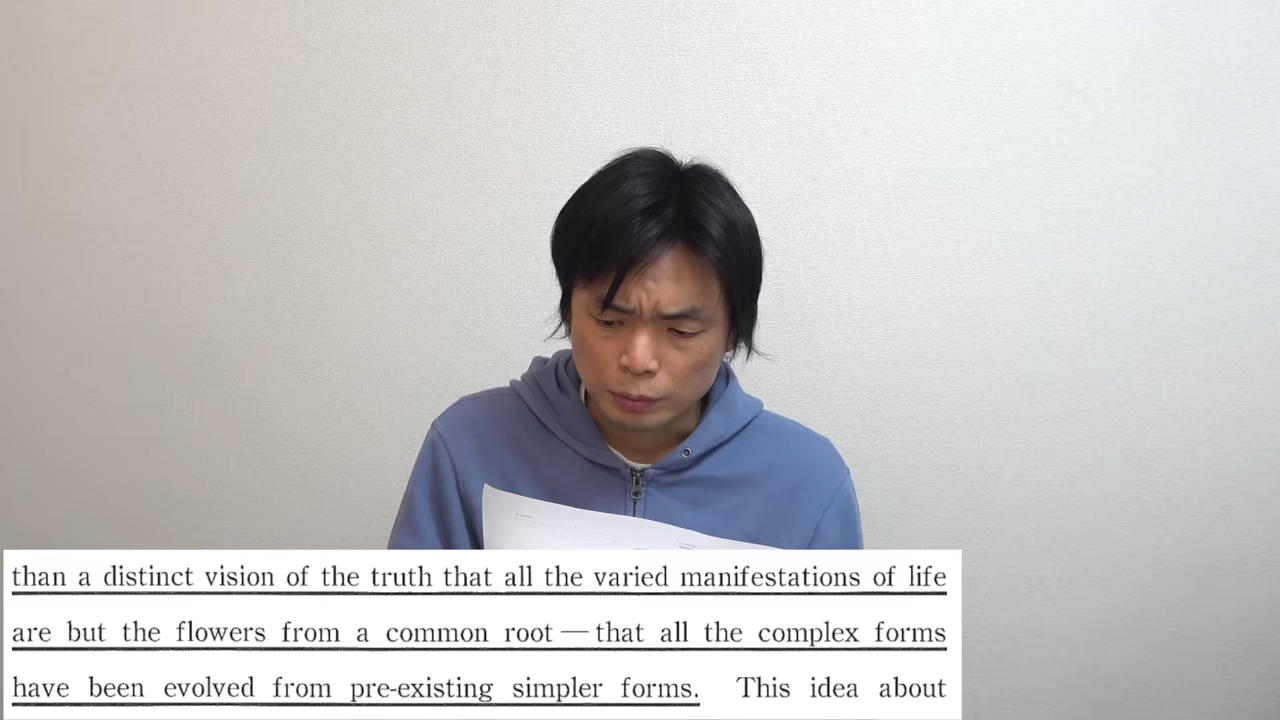 than a distinct vision of the truth that all the varied manifestations of life
are but the flowers from a common root — that all the complex forms
have been evolved from pre-existing simpler forms. This idea about